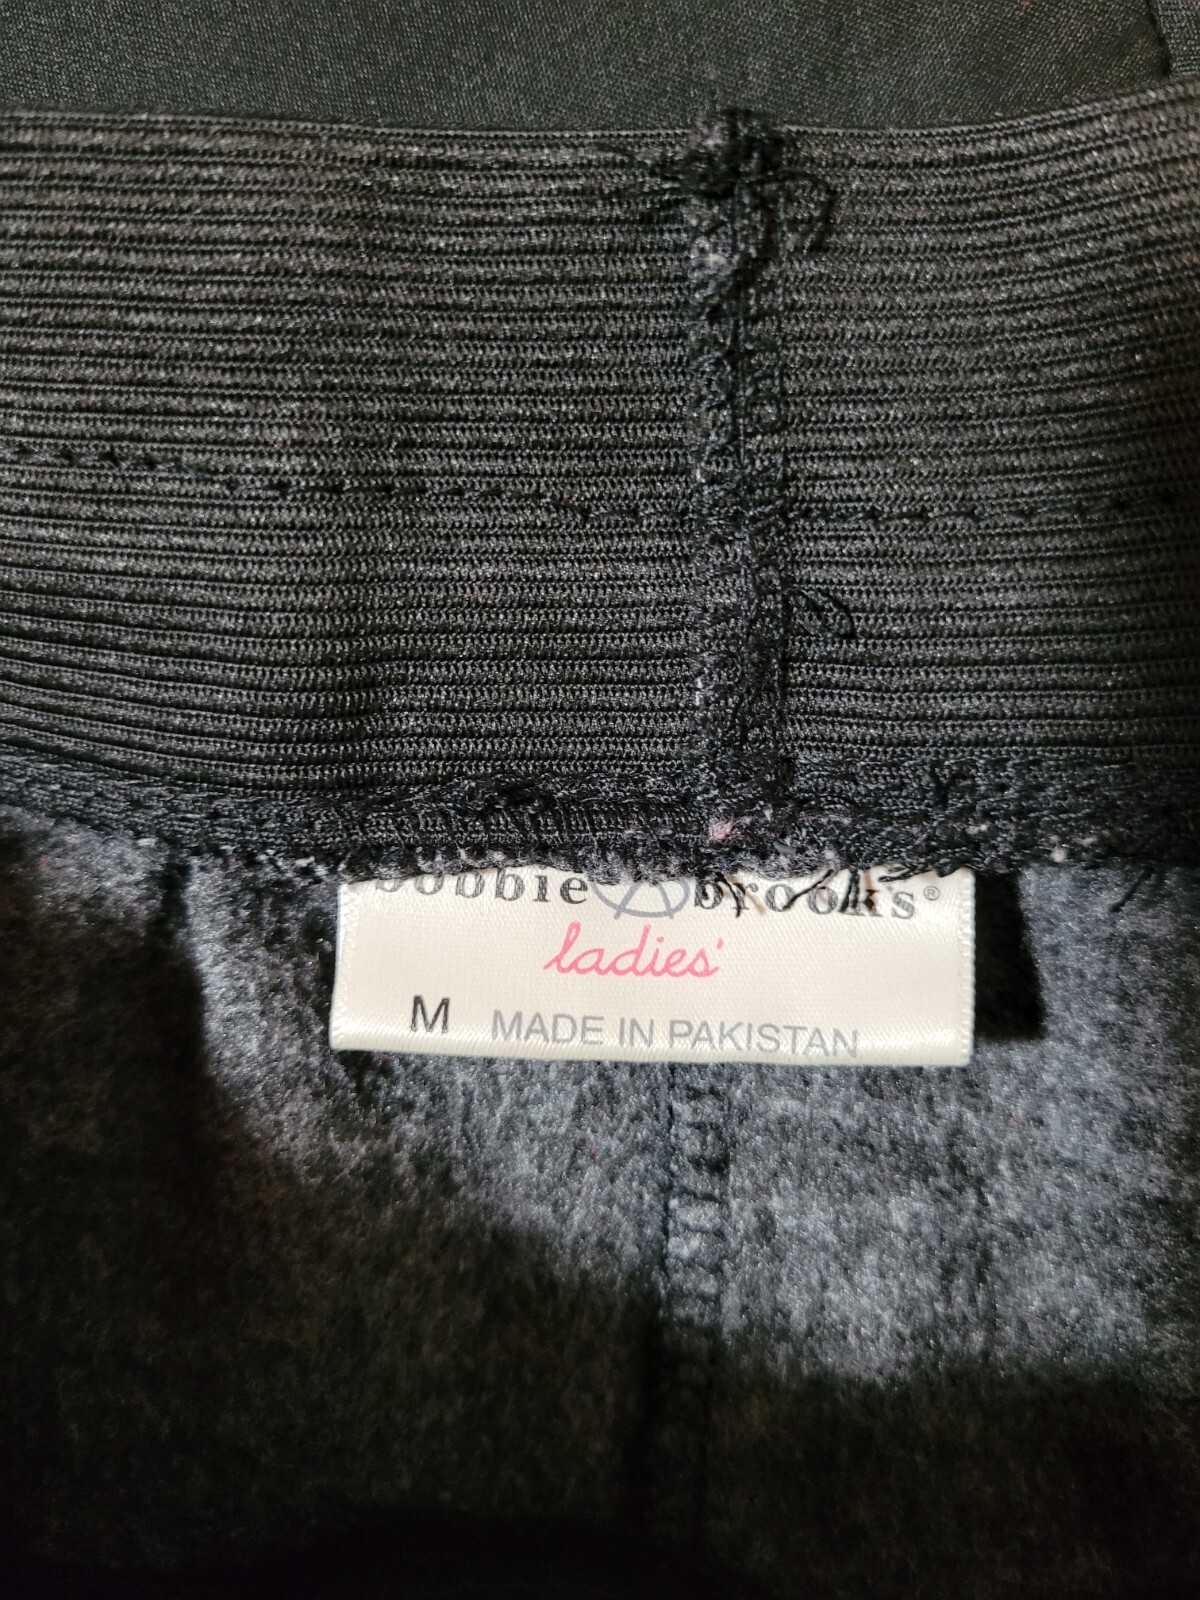 bobbie brooks®
ladies'
M MADE IN PAKISTAN